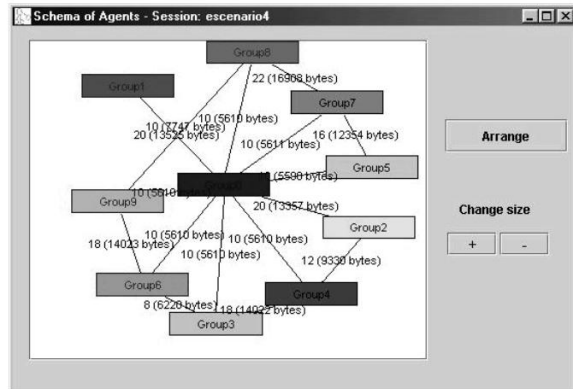 Schema of Agents - Session: escenario4
Group8
22 (16908 bytes)
Group1
Group7
10 (7747 bytes)
10 (5610 bytes)
20 (13525 bytes)
16 (12354 bytes)
10 (5611 bytes)
Arrange
Group5
(5590 bytes)
10 (5610 bytes)
Group9
20 (13357 bytes)
Change size
Group2
+ -
10 (5610 bytes)
10 (5610
18 (14023 bytes)
10 (5610 bytes)
12 (9330 bytes)
Group6
Group4
8 (6220 bytes)
18 (14022 bytes)
Group3